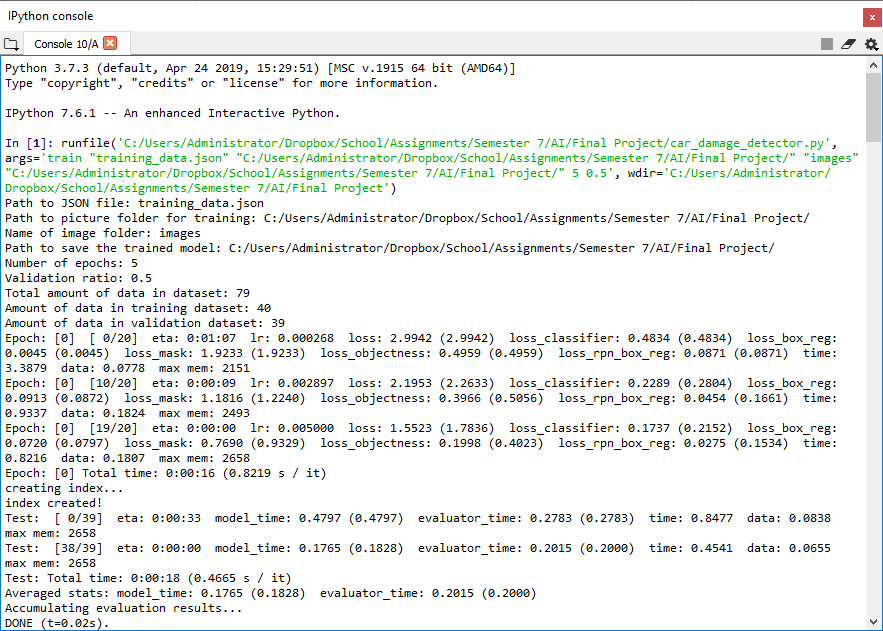 IPython console
Console 10/A
Python 3.7.3 (default, Apr 24 2019, 15:29:51) [MSC v.1915 64 bit (AMD64)]
Type "copyright", "credits" or "license" for more information.
IPython 7.6.1 -- An enhanced Interactive Python.
In [1]: runfile('C:/Users/Administrator/Dropbox/School/Assignments/Semester 7/AI/Final Project/car_damage_detector.py',
args='train "training_data.json" "C:/Users/Administrator/Dropbox/School/Assignments/Semester 7/AI/Final Project/" "images"
"C:/Users/Administrator/Dropbox/School/Assignments/Semester 7/AI/Final Project/" 5 0.5', wdir='C:/Users/Administrator/
Dropbox/School/Assignments/Semester 7/AI/Final Project')
Path to JSON file: training_data.json
Path to picture folder for training: C:/Users/Administrator/Dropbox/School/Assignments/Semester 7/AI/Final Project/
Name of image folder: images
Path to save the trained model: C:/Users/Administrator/Dropbox/School/Assignments/Semester 7/AI/Final Project/
Number of epochs: 5
Validation ratio: 0.5
Total amount of data in dataset: 79
Amount of data in training dataset: 40
Amount of data in validation dataset: 39
Epoch: [0]  [ 0/20]  eta: 0:01:07  lr: 0.000268  loss: 2.9942 (2.9942)  loss_classifier: 0.4834 (0.4834)  loss_box_reg:
0.0045 (0.0045)  loss_mask: 1.9233 (1.9233)  loss_objectness: 0.4959 (0.4959)  loss_rpn_box_reg: 0.0871 (0.0871)  time:
3.3879  data: 0.0778  max mem: 2151
Epoch: [0]  [10/20]  eta: 0:00:09  lr: 0.002897  loss: 2.1953 (2.2633)  loss_classifier: 0.2289 (0.2804)  loss_box_reg:
0.0913 (0.0872)  loss_mask: 1.1816 (1.2240)  loss_objectness: 0.3966 (0.5056)  loss_rpn_box_reg: 0.0454 (0.1661)  time:
0.9337  data: 0.1824  max mem: 2493
Epoch: [0]  [19/20]  eta: 0:00:00  lr: 0.005000  loss: 1.5523 (1.7836)  loss_classifier: 0.1737 (0.2152)  loss_box_reg:
0.0720 (0.0797)  loss_mask: 0.7690 (0.9329)  loss_objectness: 0.1998 (0.4023)  loss_rpn_box_reg: 0.0275 (0.1534)  time:
0.8216  data: 0.1807  max mem: 2658
Epoch: [0] Total time: 0:00:16 (0.8219 s / it)
creating index...
index created!
Test:  [ 0/39]  eta: 0:00:33  model_time: 0.4797 (0.4797)  evaluator_time: 0.2783 (0.2783)  time: 0.8477  data: 0.0838
max mem: 2658
Test:  [38/39]  eta: 0:00:00  model_time: 0.1765 (0.1828)  evaluator_time: 0.2015 (0.2000)  time: 0.4541  data: 0.0655
max mem: 2658
Test: Total time: 0:00:18 (0.4665 s / it)
Averaged stats: model_time: 0.1765 (0.1828)  evaluator_time: 0.2015 (0.2000)
Accumulating evaluation results...
DONE (t=0.02s).